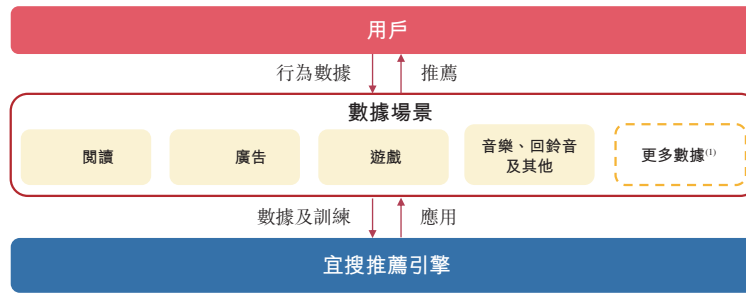 用戶
行為數據
推薦
數據場景
閱讀
廣告
遊戲
音樂、回鈴音
及其他
更多數據(1)
數據及訓練
應用
宜搜推薦引擎